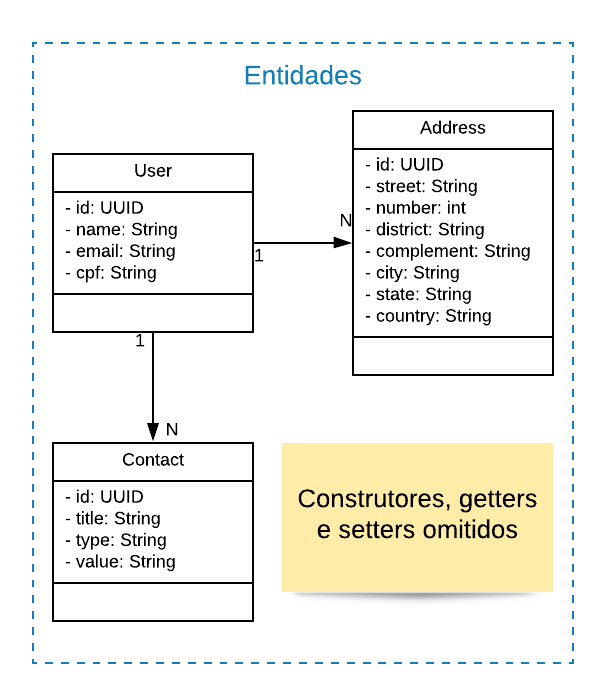 Entidades
User
- id: UUID
- name: String
- email: String
- cpf: String
1
N
1
N
Address
- id: UUID
- street: String
- number: int
- district: String
- complement: String
- city: String
- state: String
- country: String
Contact
- id: UUID
- title: String
- type: String
- value: String
Construtores, getters
e setters omitidos